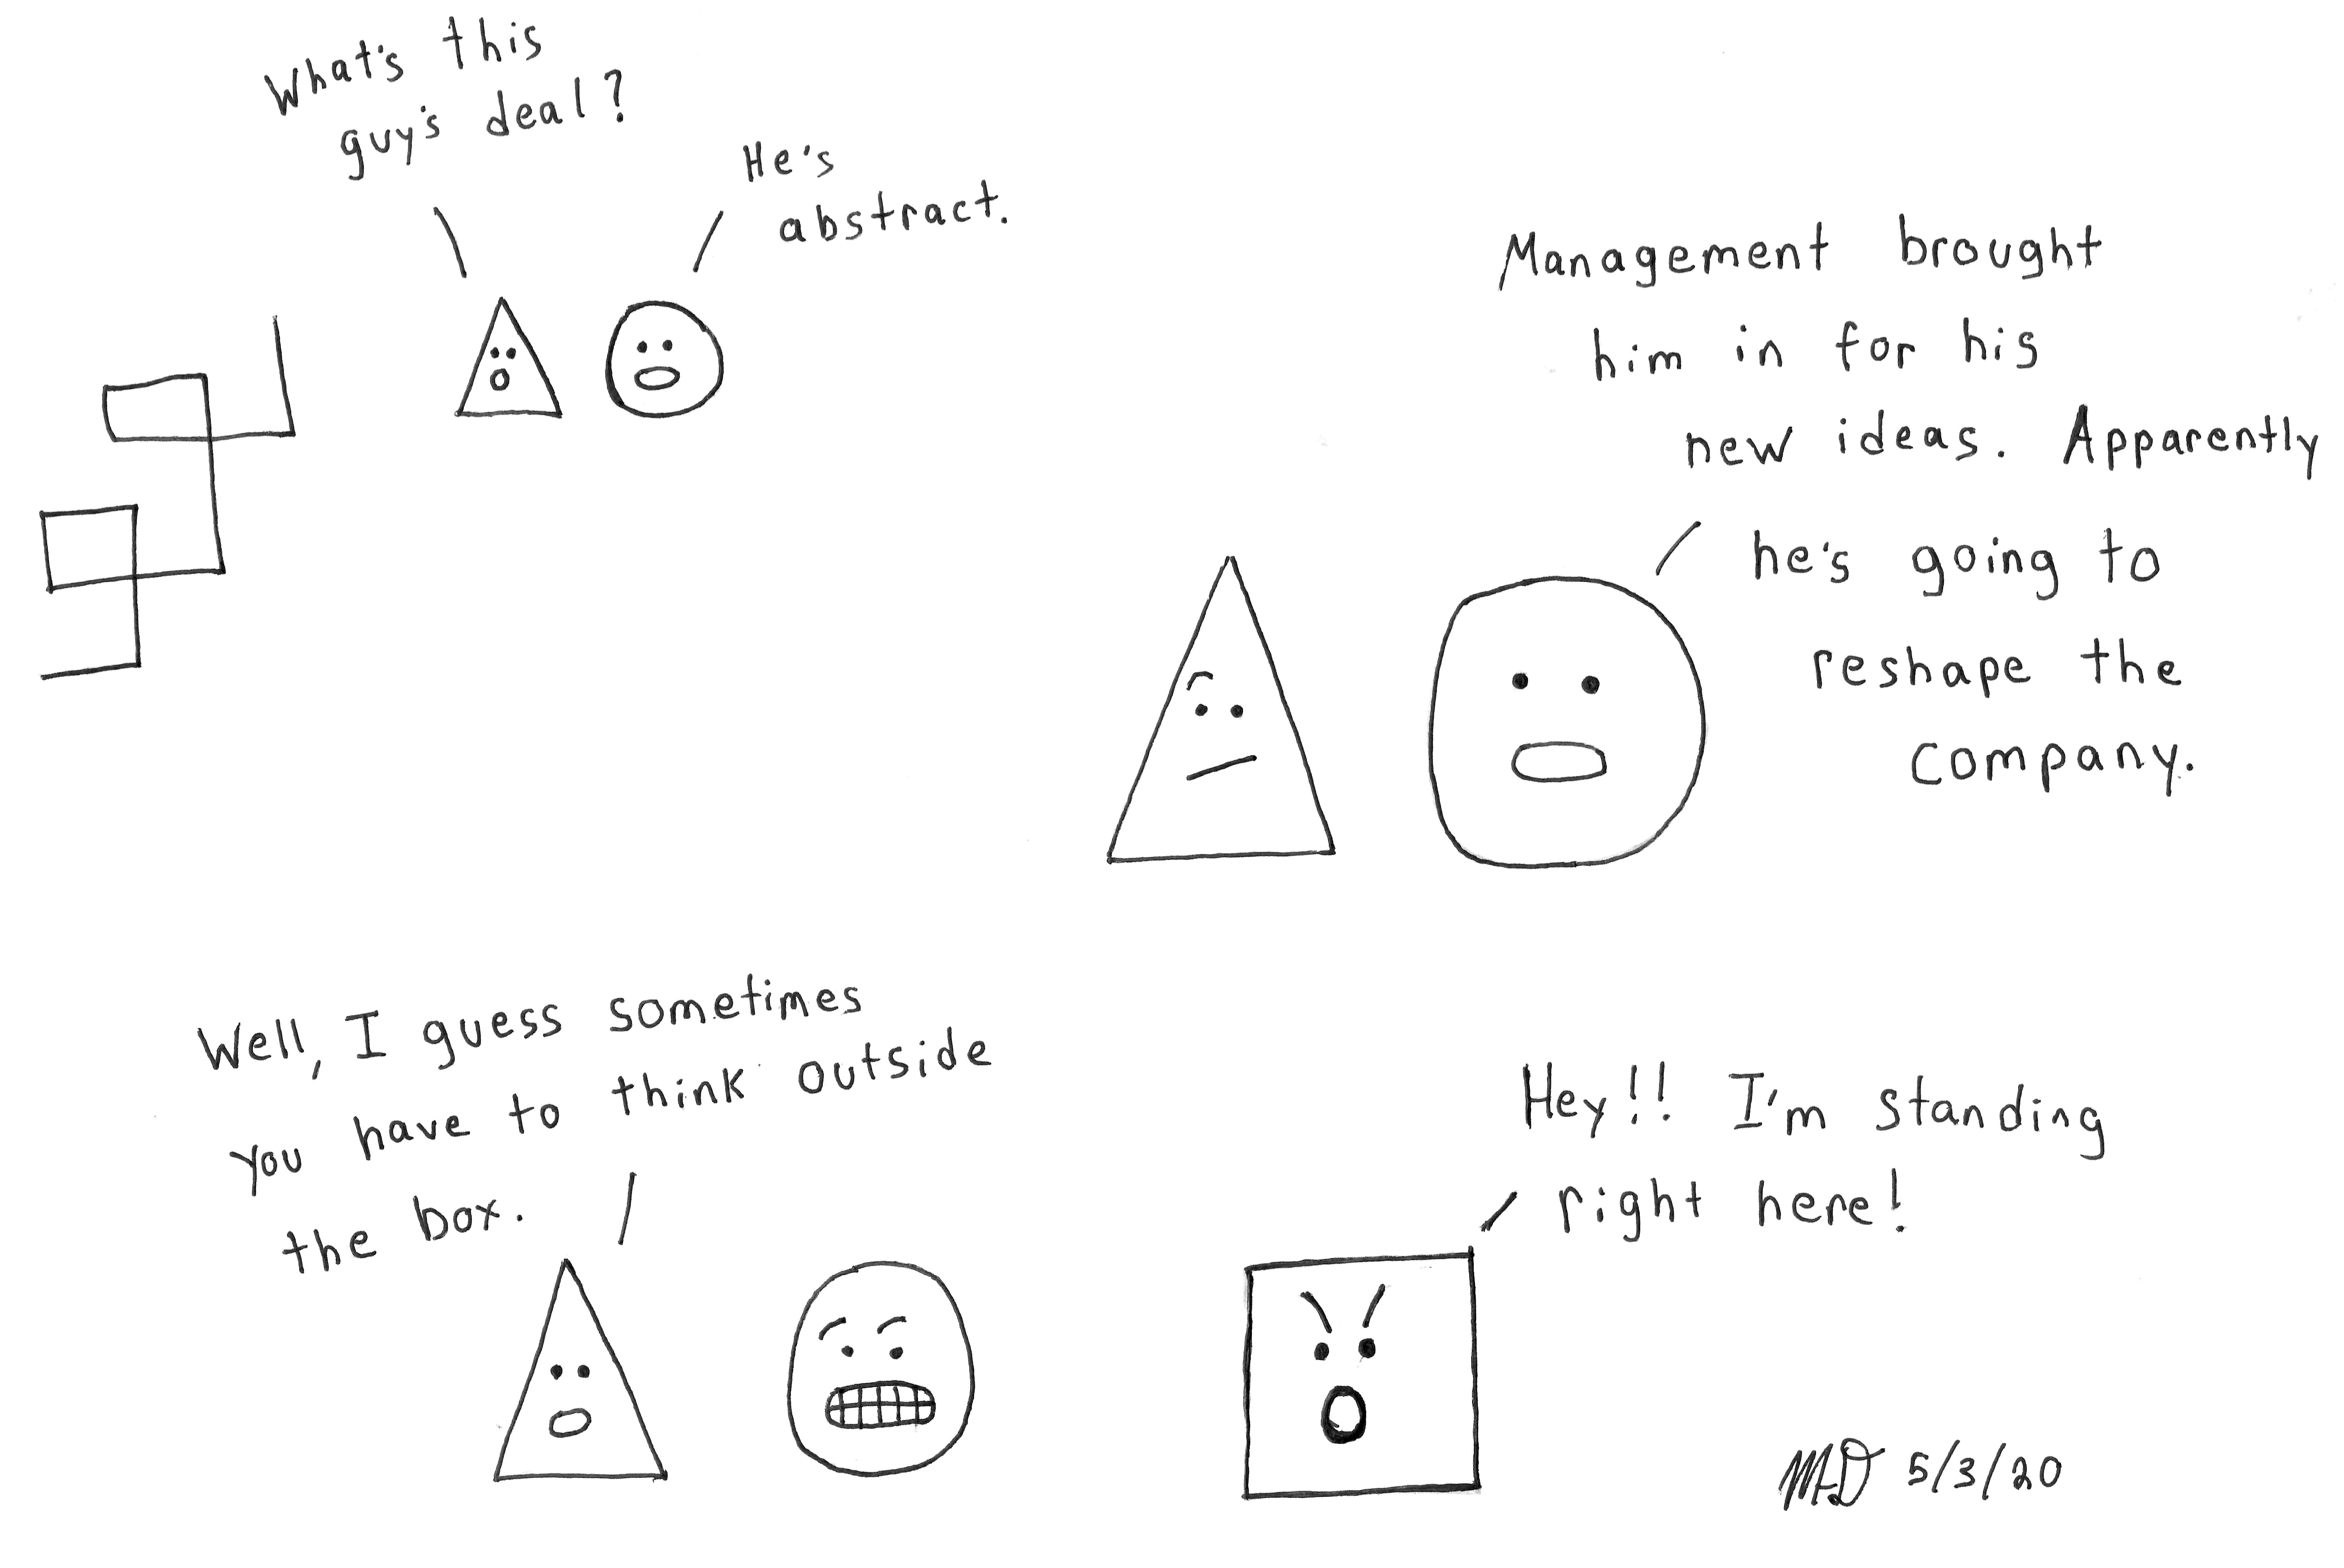 What's this
guy's deal?
He's
abstract.
Management brought
him in for his
new ideas. Apparently
he's going to
reshape the
company.
Well, I guess sometimes
you have to think outside
the box.
Hey!! I'm standing
right here!
5/3/20